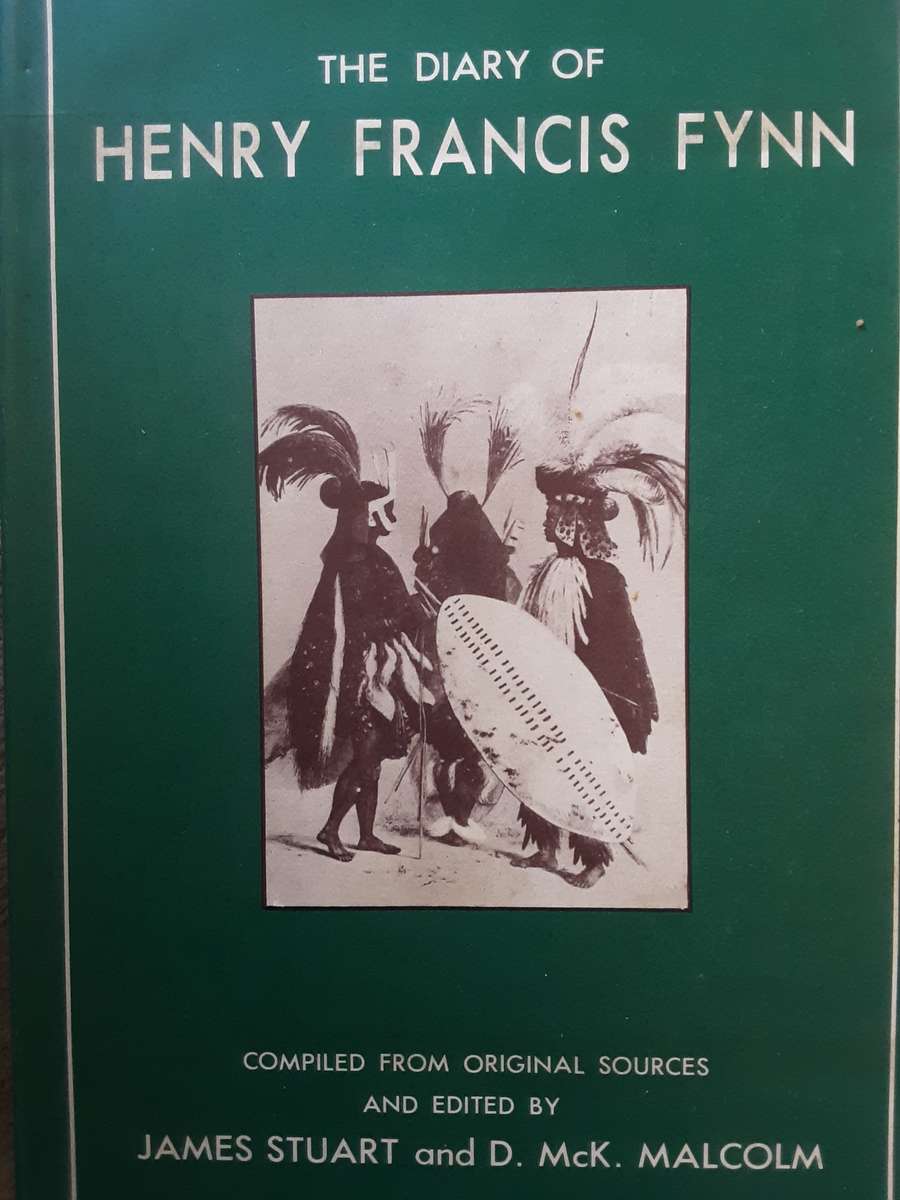 THE DIARY OF
HENRY FRANCIS FYNN
COMPILED FROM ORIGINAL SOURCES
AND EDITED BY
JAMES STUART and D. McK. MALCOLM